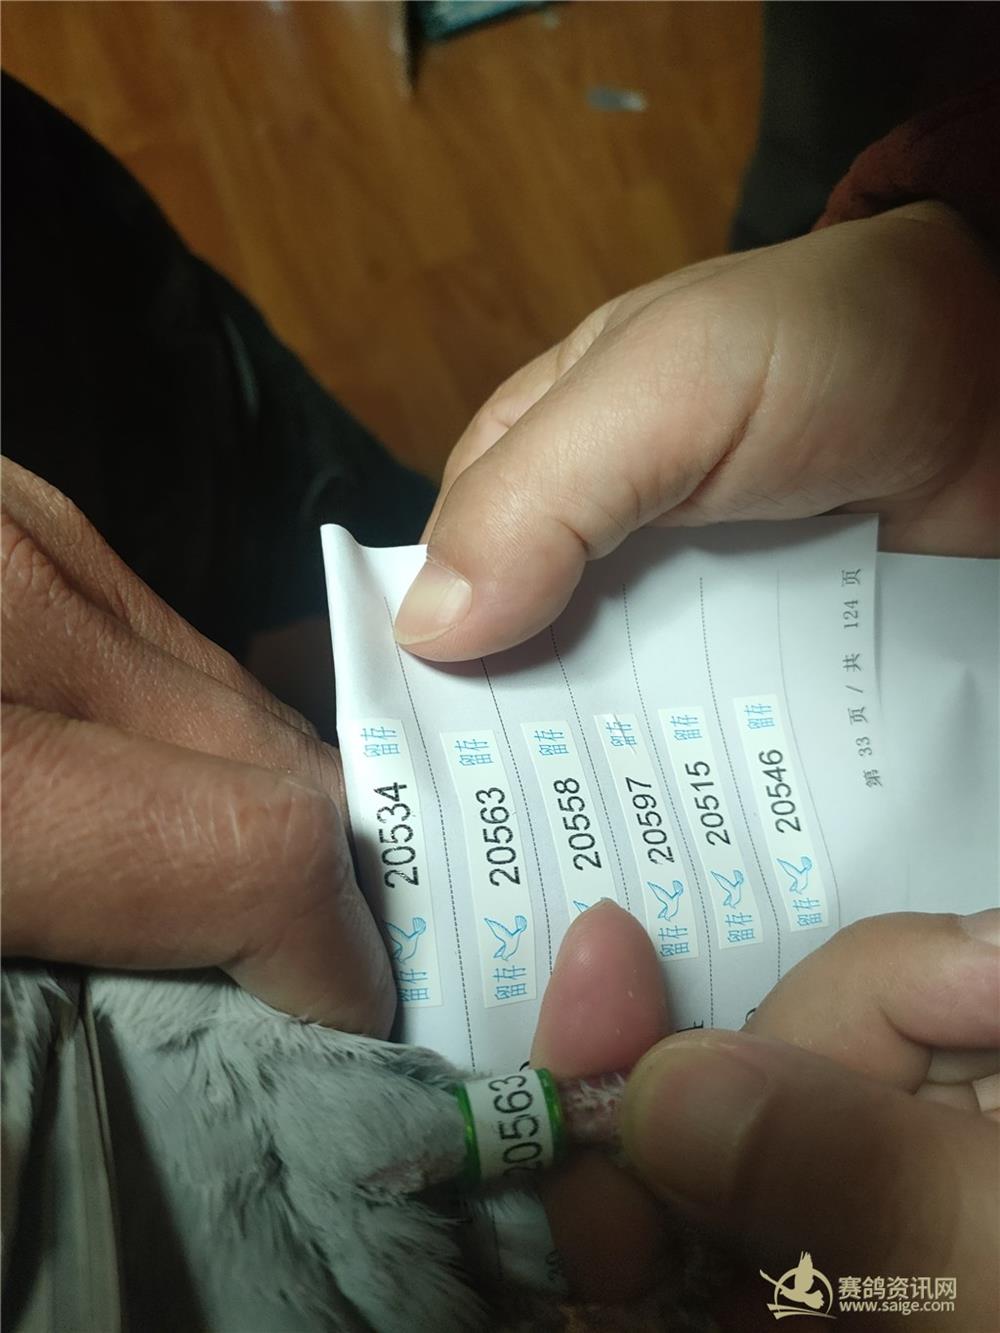 留存 20534 留存
留存 20563 留存
20558 留存
留存 20597 留存
留存 20515 留存
留存 20546 留存
第 33 页 / 共 124 页
20563
赛鸽资讯网
www.saige.com